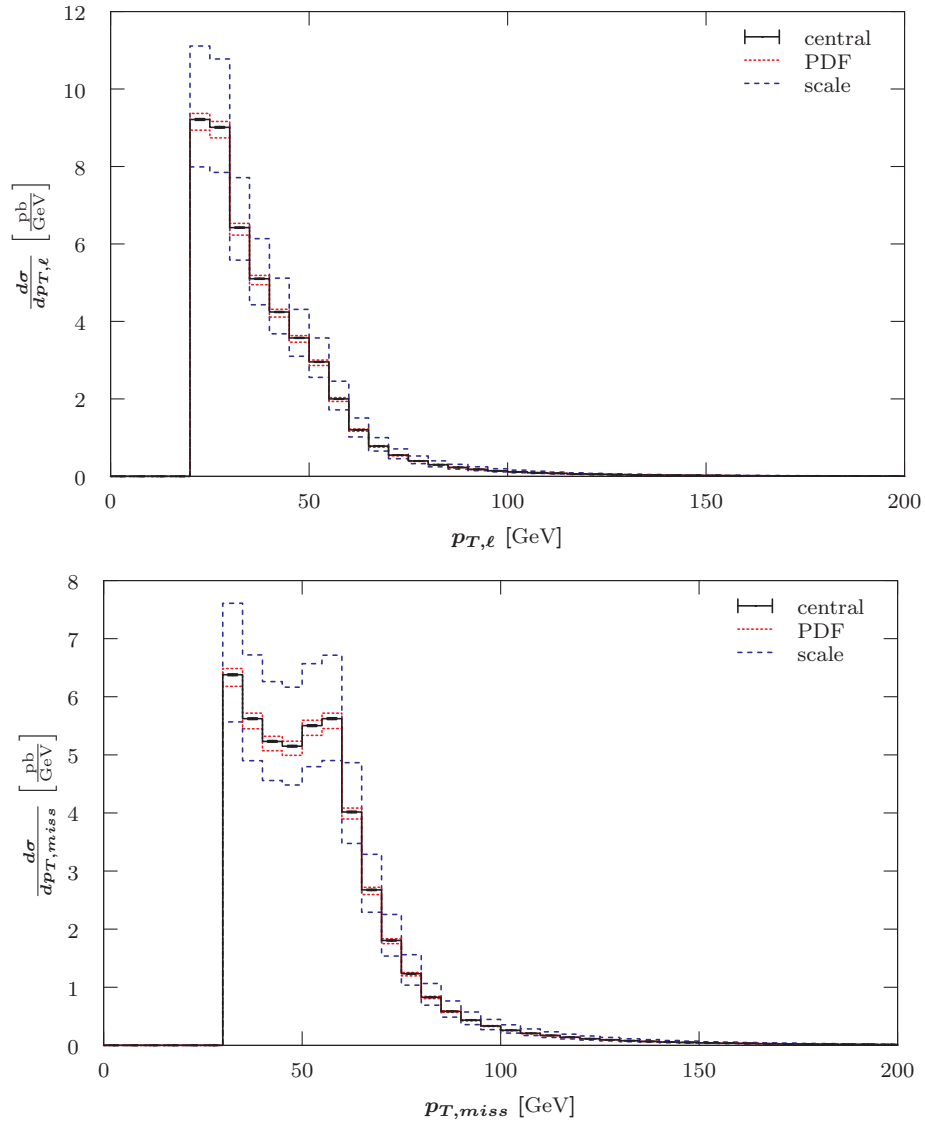 12
10
8
6
4
2
0
dσ
dp_{T,ℓ}
[pb/GeV]
central
PDF
scale
0 50 100 150 200
p_{T,ℓ} [GeV]
8
7
6
5
4
3
2
1
0
dσ
dp_{T,miss}
[pb/GeV]
central
PDF
scale
0 50 100 150 200
p_{T,miss} [GeV]